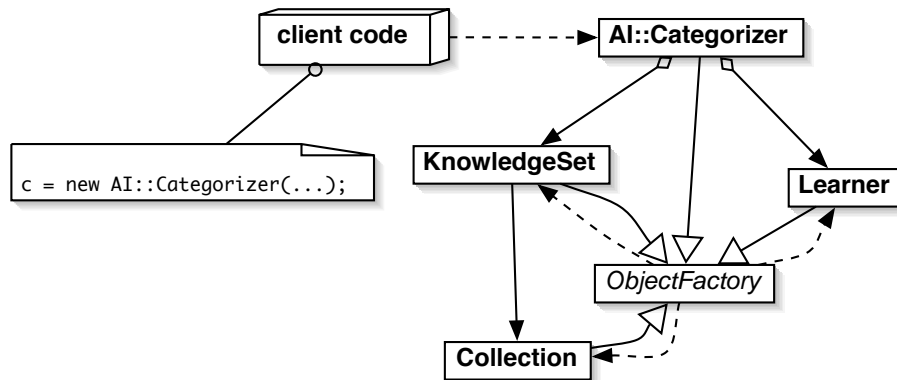 client code
AI::Categorizer
c = new AI::Categorizer(...);
KnowledgeSet
Learner
ObjectFactory
Collection